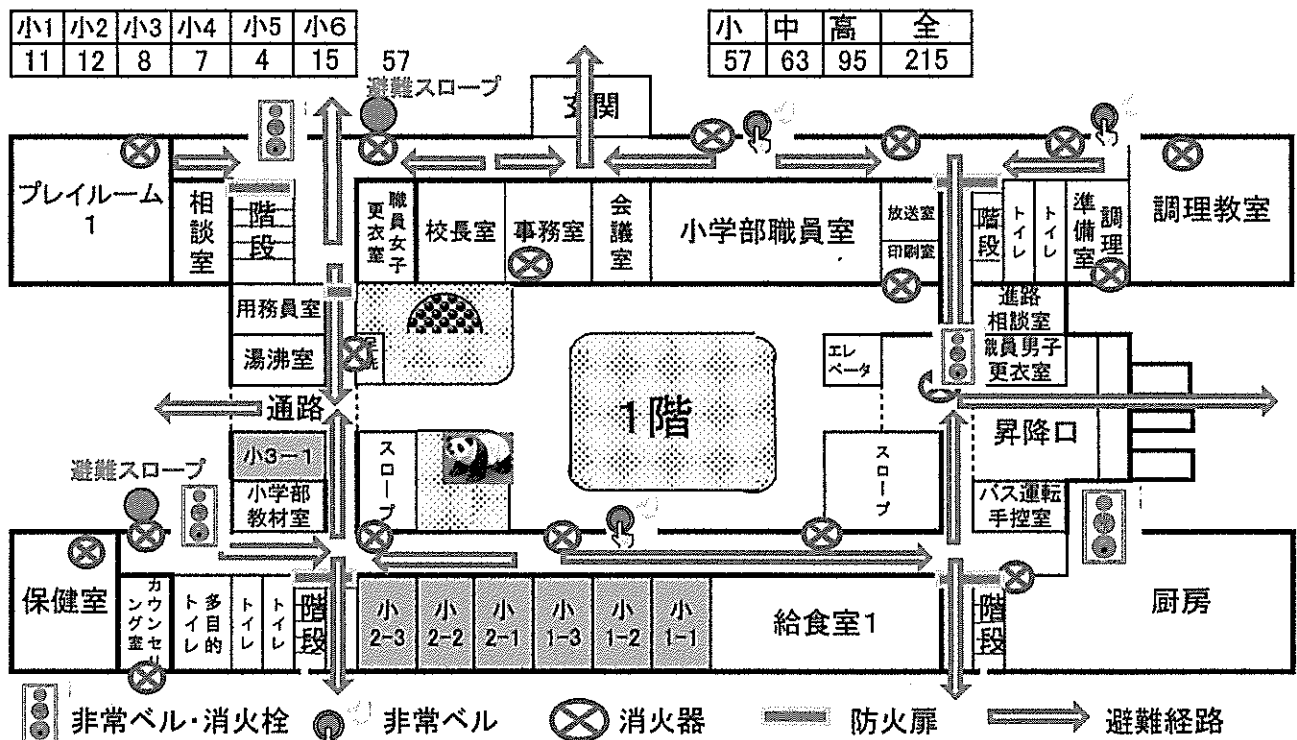 小1 小2 小3 小4 小5 小6
11 12 8 7 4 15
57
小 中 高 全
57 63 95 215
避難スロープ
玄関
プレイルーム
1
相談室
階段
職員女子
更衣室
校長室
事務室
会議室
小学部職員室
放送室
印刷室
階段
トイレ
トイレ
調理
準備室
調理教室
用務員室
湯沸室
進路
相談室
職員男子
更衣室
エレ
ベータ
通路
1階
昇降口
小3-1
小学部
教材室
スロープ
スロープ
バス運転
手控室
避難スロープ
保健室
カウンセリ
ング室
多目的
トイレ
トイレ
トイレ
階段
小
2-3
小
2-2
小
2-1
小
1-3
小
1-2
小
1-1
給食室1
階段
厨房
非常ベル・消火栓 非常ベル 消火器 防火扉 避難経路